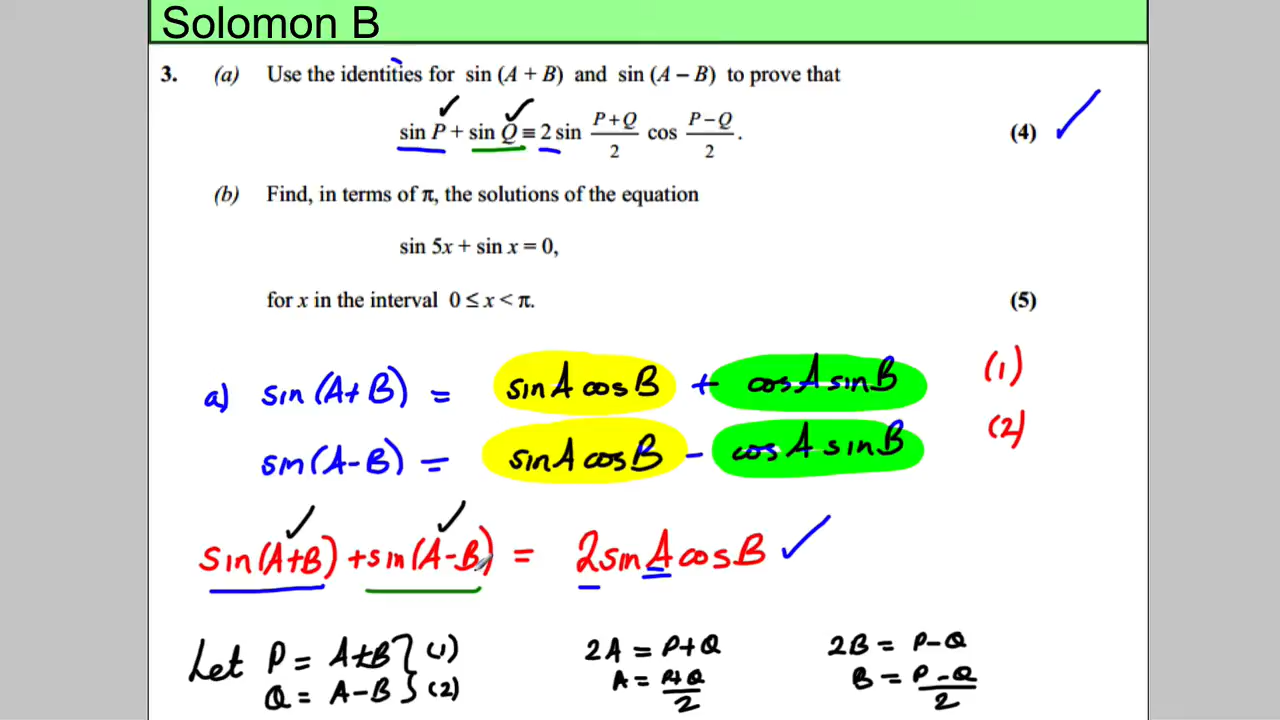 Solomon B
3. (a) Use the identities for sin (A + B) and sin (A – B) to prove that
sin P + sin Q ≡ 2 sin (P+Q)/2 cos (P–Q)/2 . (4)
(b) Find, in terms of π, the solutions of the equation
sin 5x + sin x = 0,
for x in the interval 0 ≤ x < π. (5)
a) sin (A+B) = sinA cosB + cosA sinB (1)
sin(A-B) = sinA cosB - cosA sinB (2)
sin(A+B) + sin(A-B) = 2sinA cosB
Let P = A+B } (1) 2A = P+Q 2B = P-Q
Q = A-B } (2) A = P+Q/2 B = P-Q/2